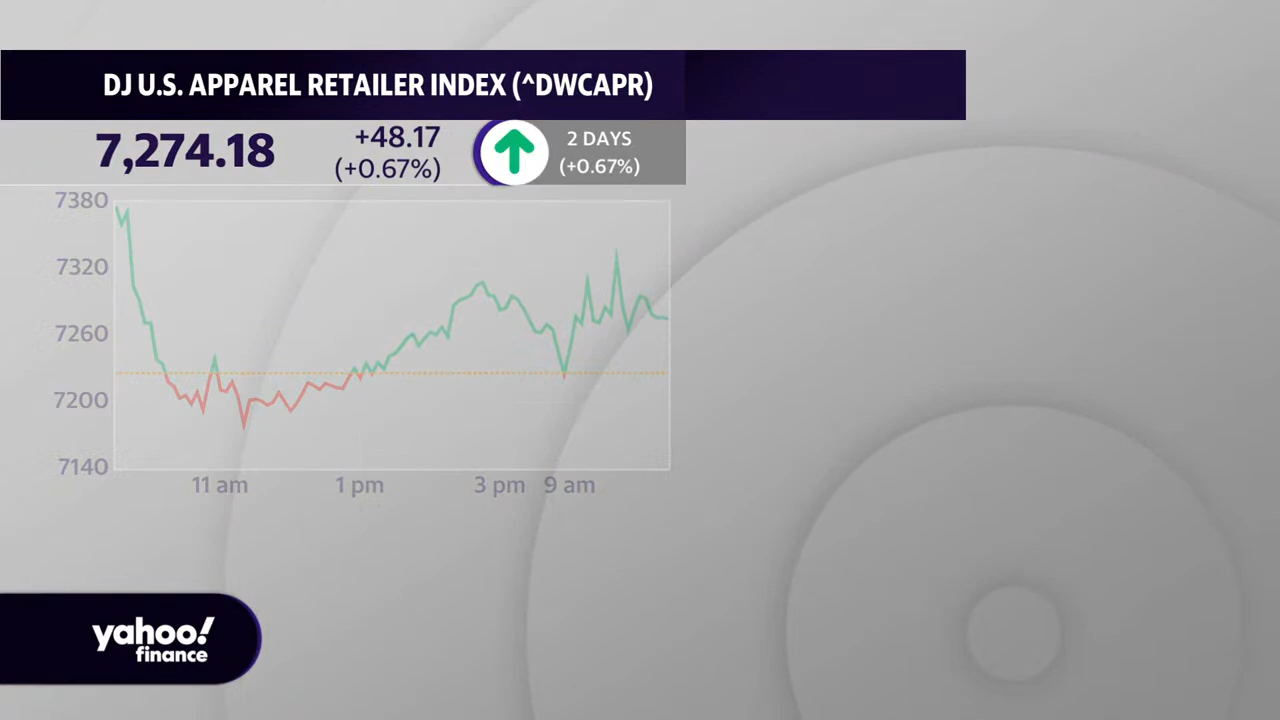 DJ U.S. APPAREL RETAILER INDEX (^DWCAPR)
7,274.18
+48.17
(+0.67%)
2 DAYS
(+0.67%)
7380
7320
7260
7200
7140
11 am
1 pm
3 pm
9 am
yahoo!
finance